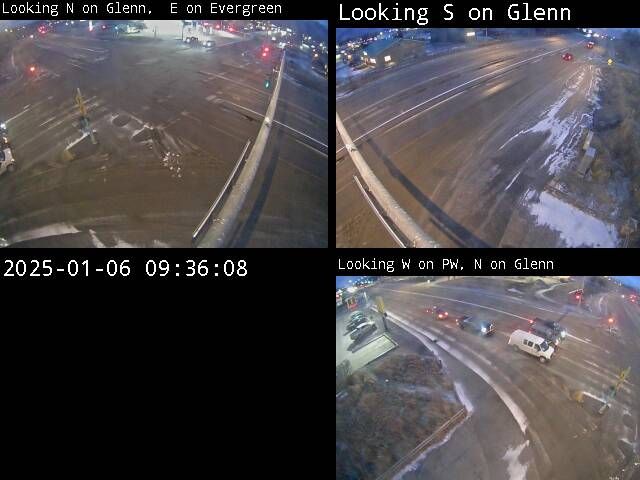 Looking N on Glenn,  E on Evergreen
Looking S on Glenn
2025-01-06 09:36:08
Looking W on PW, N on Glenn